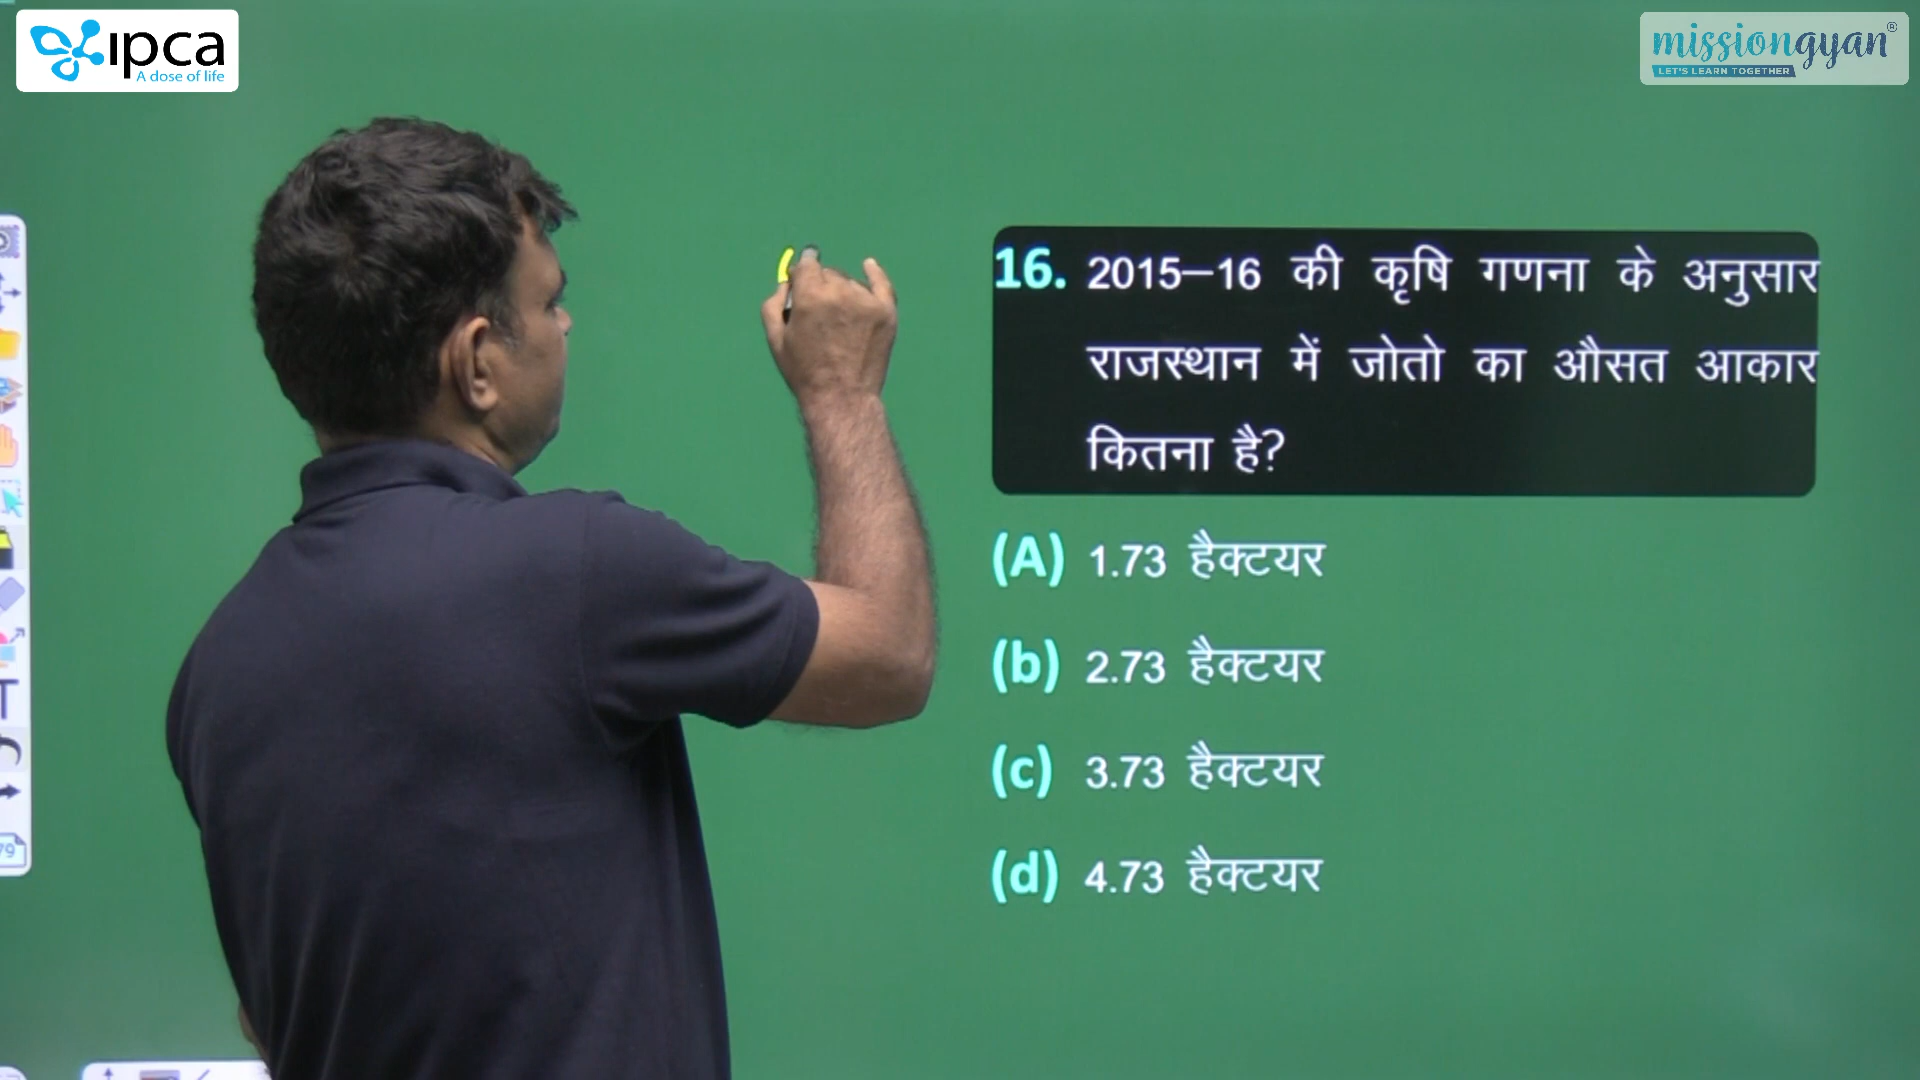 ipca
A dose of life
missiongyan®
LET'S LEARN TOGETHER
16. 2015–16 की कृषि गणना के अनुसार
राजस्थान में जोतो का औसत आकार
कितना है?
(A) 1.73 हैक्टयर
(b) 2.73 हैक्टयर
(c) 3.73 हैक्टयर
(d) 4.73 हैक्टयर
T
79